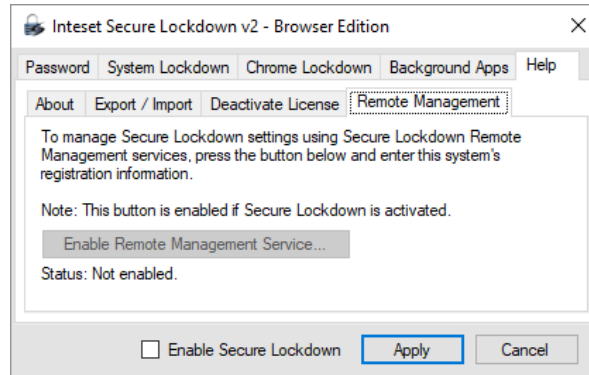 Inteset Secure Lockdown v2 - Browser Edition
Password System Lockdown Chrome Lockdown Background Apps Help
About Export / Import Deactivate License Remote Management
To manage Secure Lockdown settings using Secure Lockdown Remote
Management services, press the button below and enter this system's
registration information.
Note: This button is enabled if Secure Lockdown is activated.
Enable Remote Management Service...
Status: Not enabled.
Enable Secure Lockdown Apply Cancel